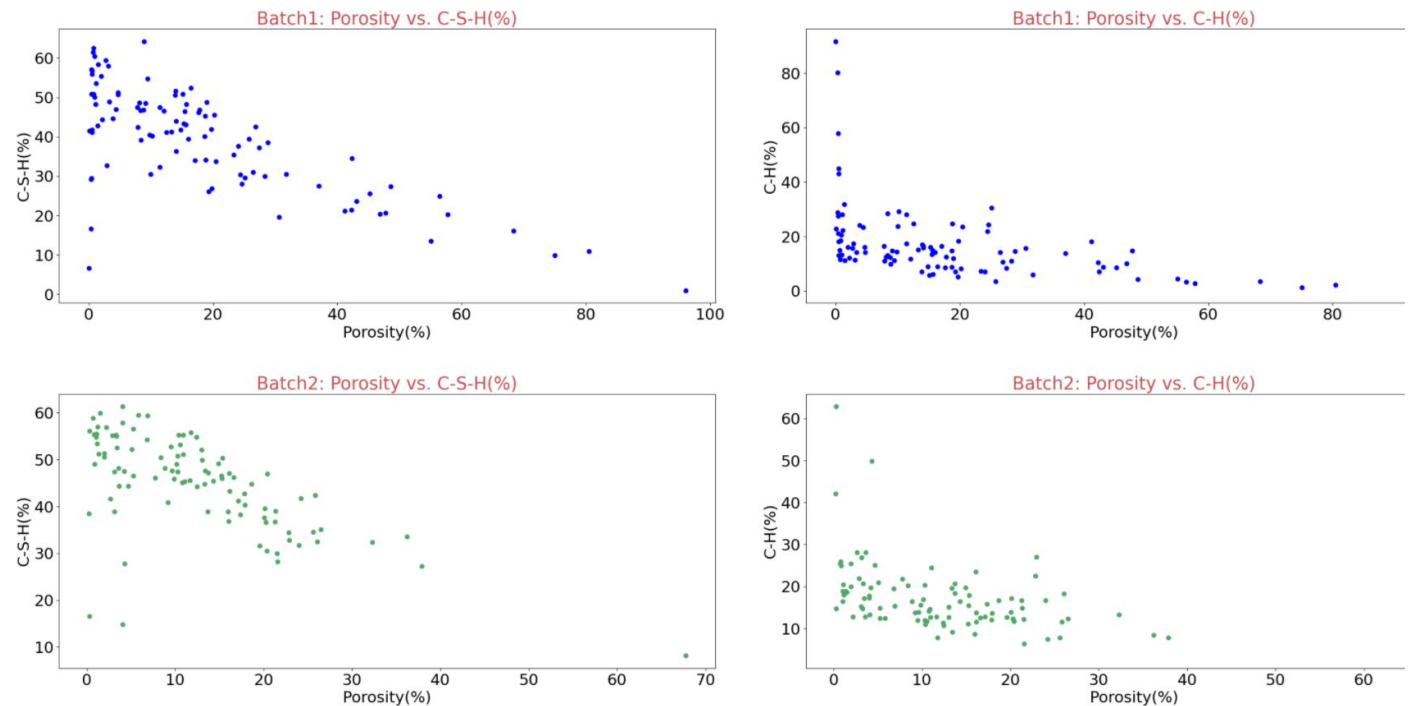 Batch1: Porosity vs. C-S-H(%)
C-S-H(%)
60
50
40
30
20
10
0
0 20 40 60 80 100
Porosity(%)
Batch1: Porosity vs. C-H(%)
C-H(%)
80
60
40
20
0
0 20 40 60 80
Porosity(%)
Batch2: Porosity vs. C-S-H(%)
C-S-H(%)
60
50
40
30
20
10
0 10 20 30 40 50 60 70
Porosity(%)
Batch2: Porosity vs. C-H(%)
C-H(%)
60
50
40
30
20
10
0 10 20 30 40 50 60
Porosity(%)